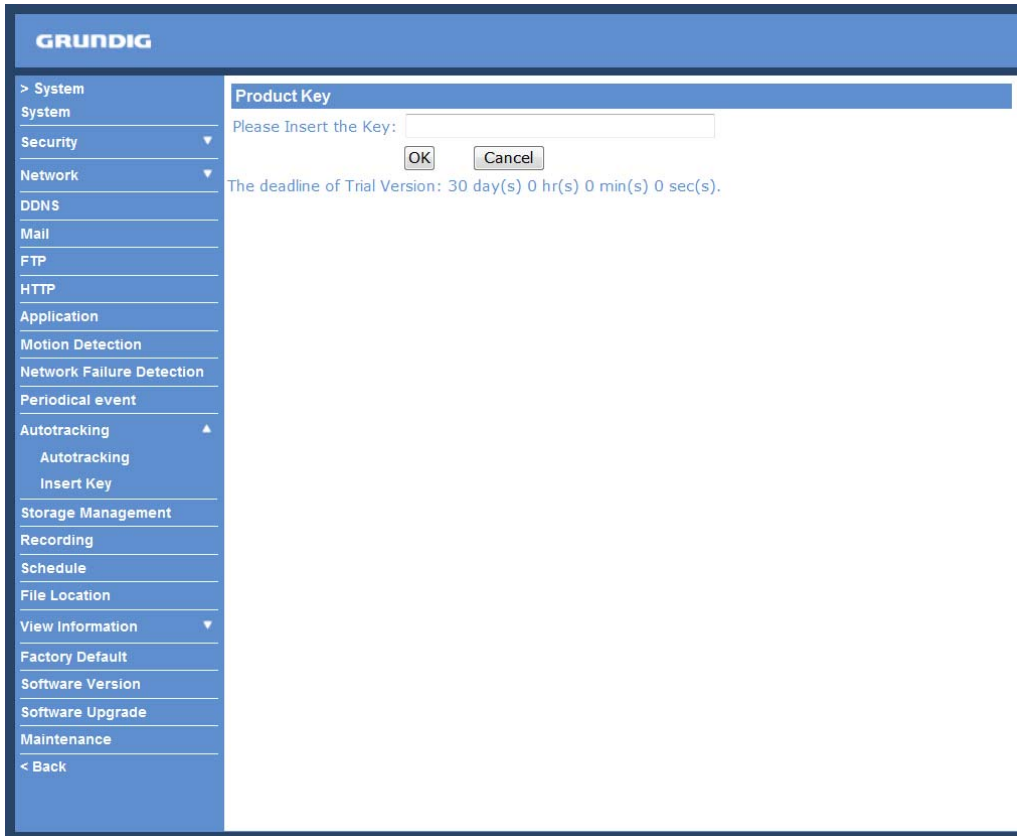 GRUNDIG
> System
System
Security
Network
DDNS
Mail
FTP
HTTP
Application
Motion Detection
Network Failure Detection
Periodical event
Autotracking
Autotracking
Insert Key
Storage Management
Recording
Schedule
File Location
View Information
Factory Default
Software Version
Software Upgrade
Maintenance
< Back
Product Key
Please Insert the Key:
OK Cancel
The deadline of Trial Version: 30 day(s) 0 hr(s) 0 min(s) 0 sec(s).